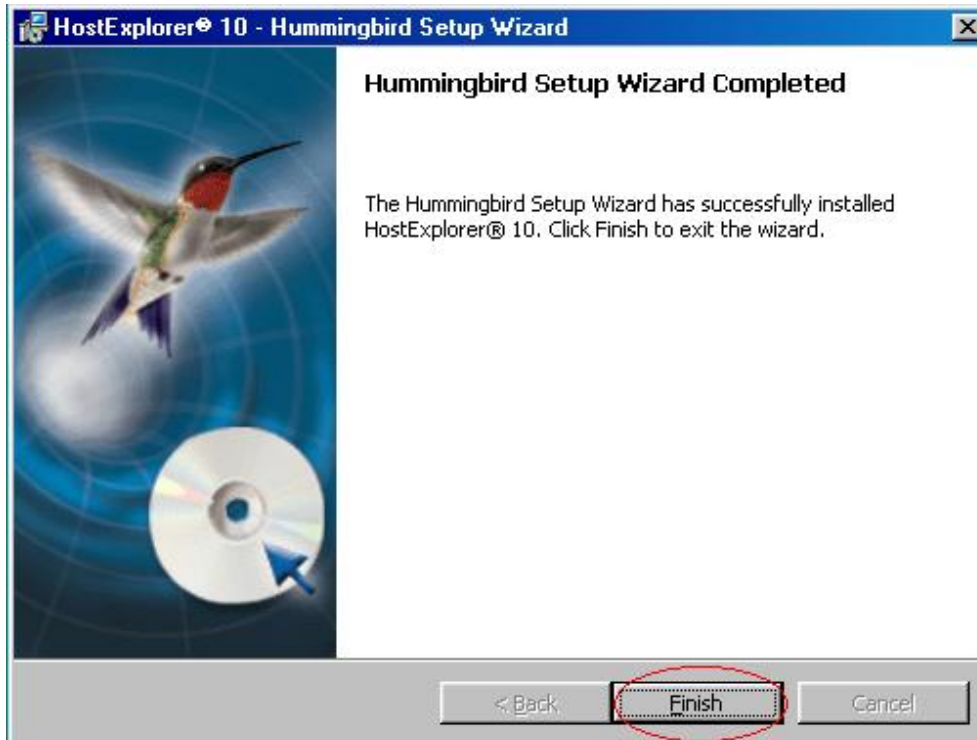 HostExplorer® 10 - Hummingbird Setup Wizard
Hummingbird Setup Wizard Completed
The Hummingbird Setup Wizard has successfully installed
HostExplorer® 10. Click Finish to exit the wizard.
< Back
Finish
Cancel